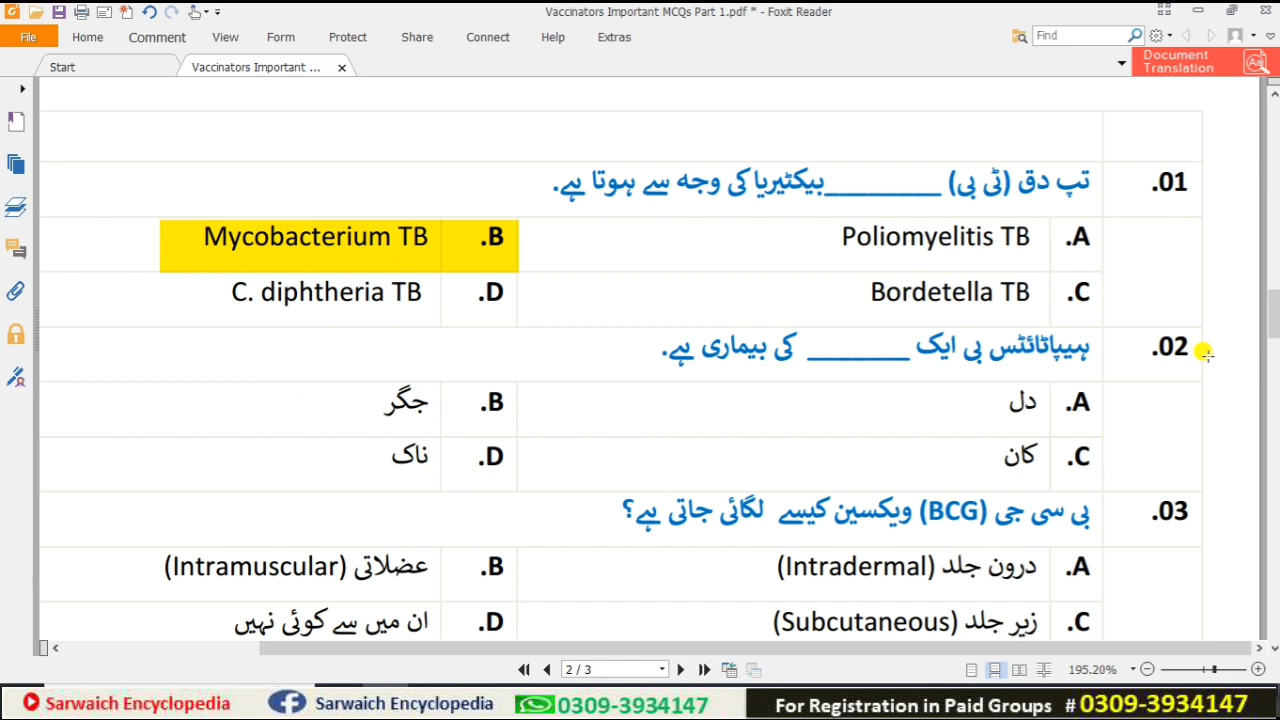 Vaccinators Important MCQs Part 1.pdf * - Foxit Reader
File Home Comment View Form Protect Share Connect Help Extras
Find
Start
Vaccinators Important ...
Document Translation
.01 تپ دق (ٹی بی) ________بیکٹیریا کی وجہ سے ہوتا ہے.
.A Poliomyelitis TB .B Mycobacterium TB
.C Bordetella TB .D C. diphtheria TB
.02 ہیپاٹائٹس بی ایک _______ کی بیماری ہے.
.A دل .B جگر
.C کان .D ناک
.03 بی سی جی (BCG) ویکسین کیسے لگائی جاتی ہے؟
.A درون جلد (Intradermal) .B عضلاتی (Intramuscular)
.C زیر جلد (Subcutaneous) .D ان میں سے کوئی نہیں
2 / 3
195.20%
Sarwaich Encyclopedia Sarwaich Encyclopedia 0309-3934147 For Registration in Paid Groups # 0309-3934147